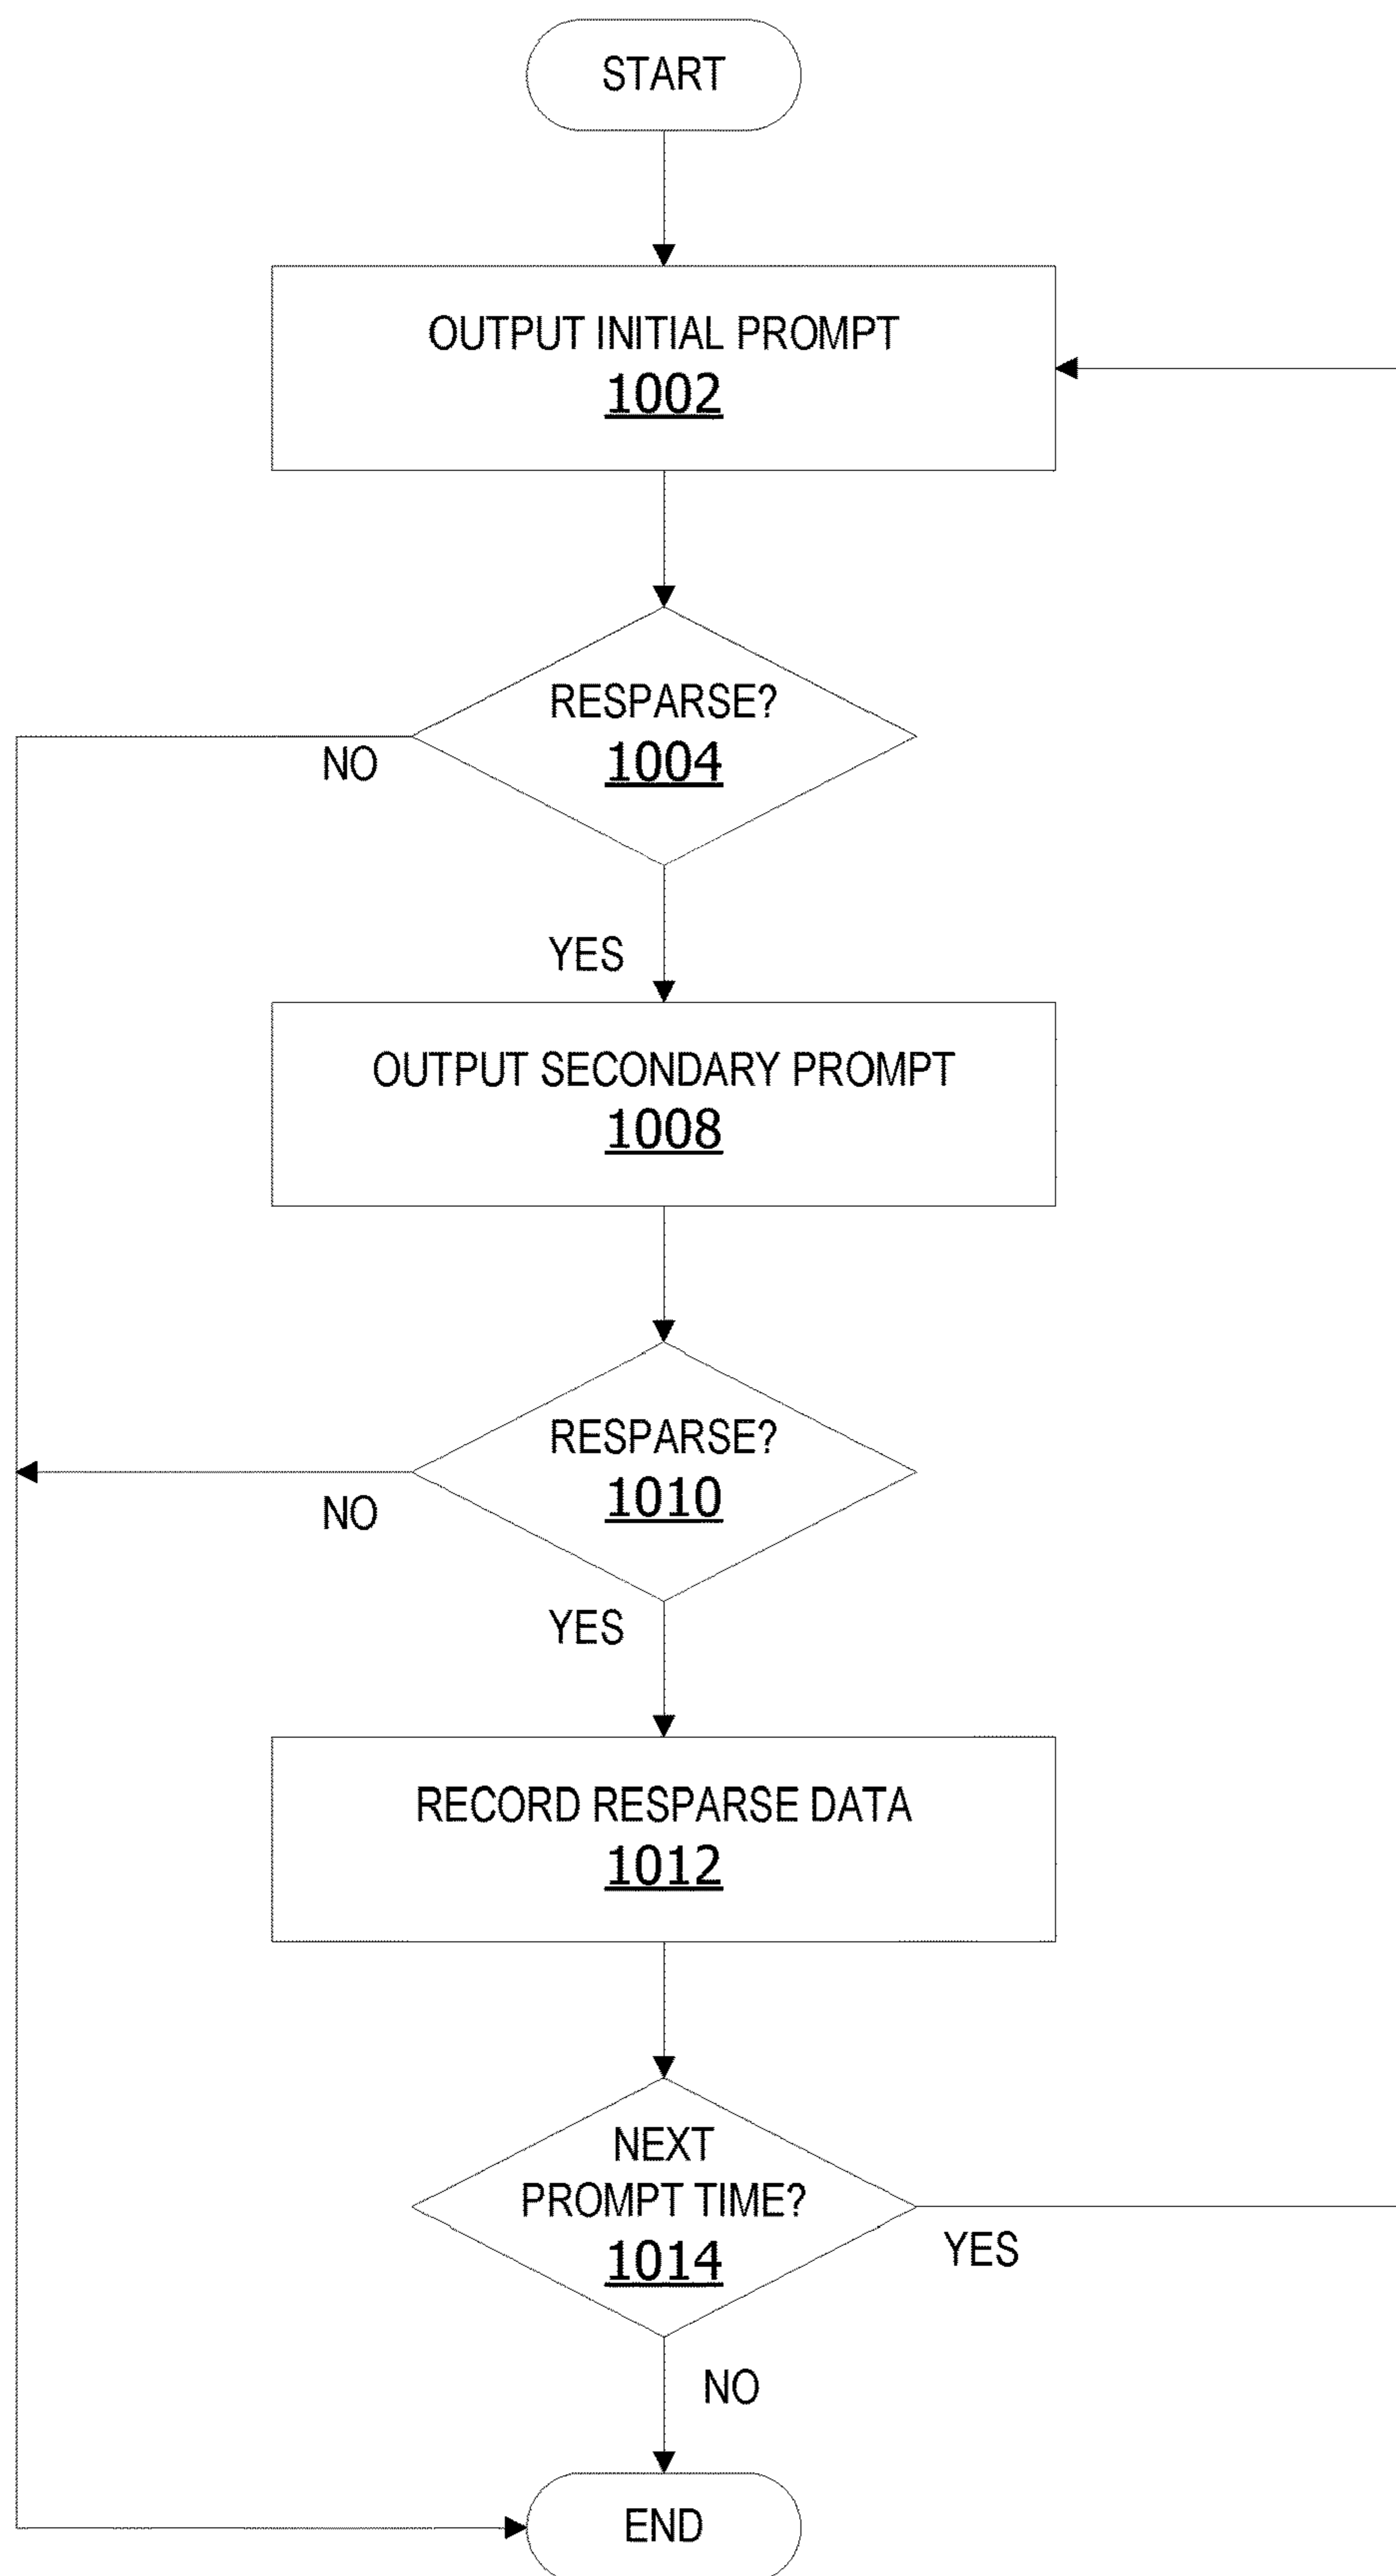 START
OUTPUT INITIAL PROMPT
1002
RESPARSE?
1004
NO
YES
OUTPUT SECONDARY PROMPT
1008
RESPARSE?
1010
NO
YES
RECORD RESPARSE DATA
1012
NEXT
PROMPT TIME?
1014
YES
NO
END